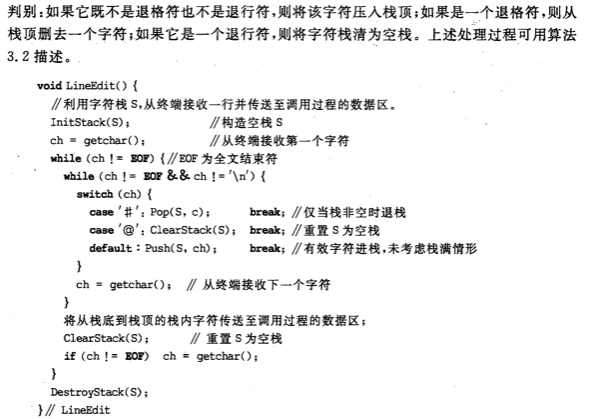 判别:如果它既不是退格符也不是退行符,则将该字符压入栈顶;如果是一个退格符,则从
栈顶删去一个字符;如果它是一个退行符,则将字符栈清为空栈。上述处理过程可用算法
3.2 描述。
void LineEdit() {
//利用字符栈 S,从终端接收一行并传送至调用过程的数据区。
InitStack(S); //构造空栈 S
ch = getchar(); //从终端接收第一个字符
while (ch != EOF) { //EOF 为全文结束符
while (ch != EOF && ch != '\n') {
switch (ch) {
case '#': Pop(S, c); break; //仅当栈非空时退栈
case '@': ClearStack(S); break; //重置 S 为空栈
default: Push(S, ch); break; //有效字符进栈,未考虑栈满情形
}
ch = getchar(); // 从终端接收下一个字符
}
将从栈底到栈顶的栈内字符传送至调用过程的数据区;
ClearStack(S); // 重置 S 为空栈
if (ch != EOF) ch = getchar();
}
DestroyStack(S);
}// LineEdit